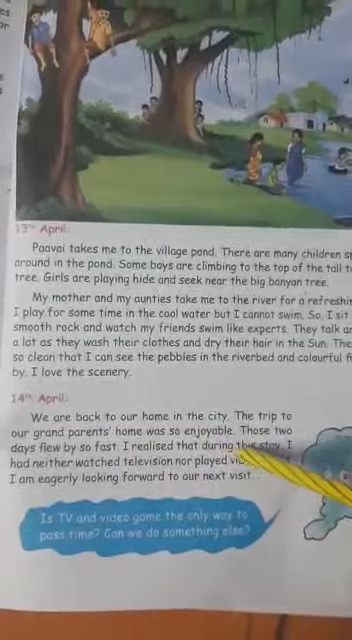 13th April:
Paavai takes me to the village pond. There are many children
around in the pond. Some boys are climbing to the top of the tall
tree. Girls are playing hide and seek near the big banyan tree.
My mother and my aunties take me to the river for a
I play for some time in the cool water but I cannot swim. So, I sit
smooth rock and watch my friends swim like experts. They talk
a lot as they wash their clothes and dry their hair in the Sun. The
so clean that I can see the pebbles in the riverbed and colourful
by. I love the scenery.
14th April:
We are back to our home in the city. The trip to
our grand parents' home was so enjoyable. Those two
days flew by so fast. I realised that during the stay, I
had neither watched television nor played
I am eagerly looking forward to our next visit.
Is TV and video game the only way to
pass time? Can we do something else?